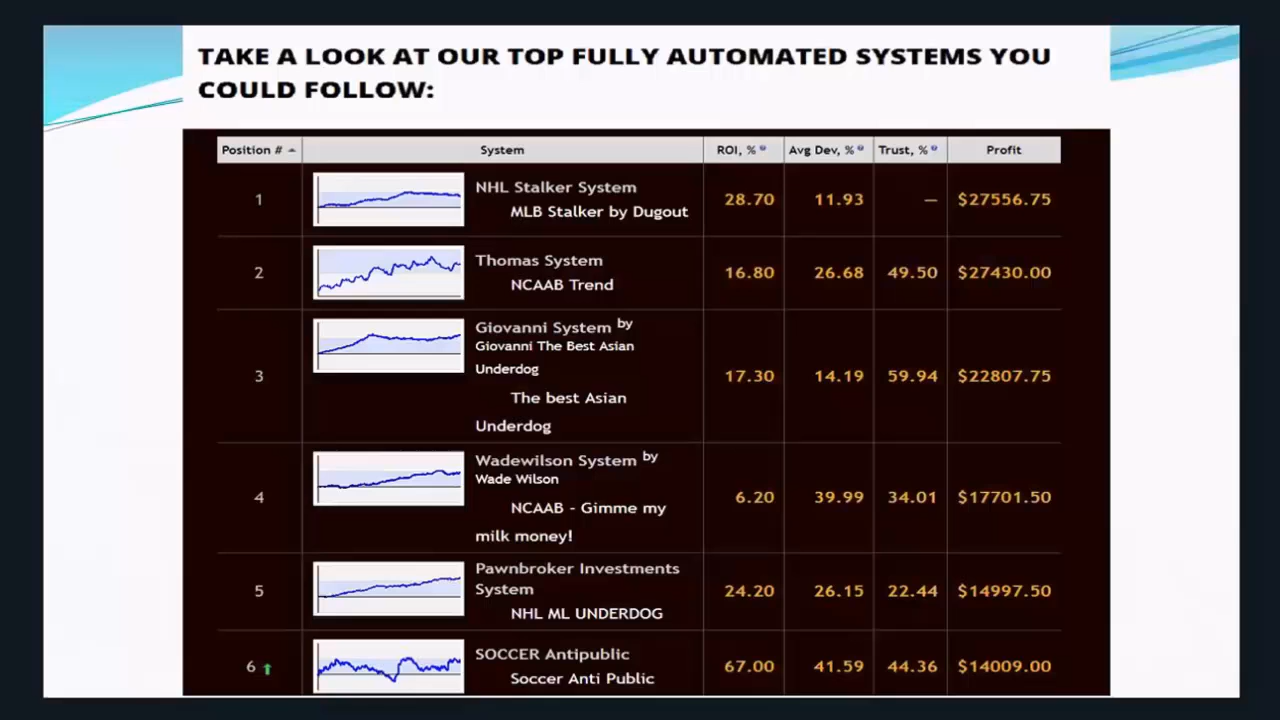 TAKE A LOOK AT OUR TOP FULLY AUTOMATED SYSTEMS YOU
COULD FOLLOW:
Position # System ROI, % Avg Dev, % Trust, % Profit
1 NHL Stalker System 28.70 11.93 — $27556.75
MLB Stalker by Dugout
2 Thomas System 16.80 26.68 49.50 $27430.00
NCAAB Trend
3 Giovanni System by 17.30 14.19 59.94 $22807.75
Giovanni The Best Asian
Underdog
The best Asian
Underdog
4 Wadewilson System by 6.20 39.99 34.01 $17701.50
Wade Wilson
NCAAB - Gimme my
milk money!
5 Pawnbroker Investments 24.20 26.15 22.44 $14997.50
System
NHL ML UNDERDOG
6 SOCCER Antipublic 67.00 41.59 44.36 $14009.00
Soccer Anti Public